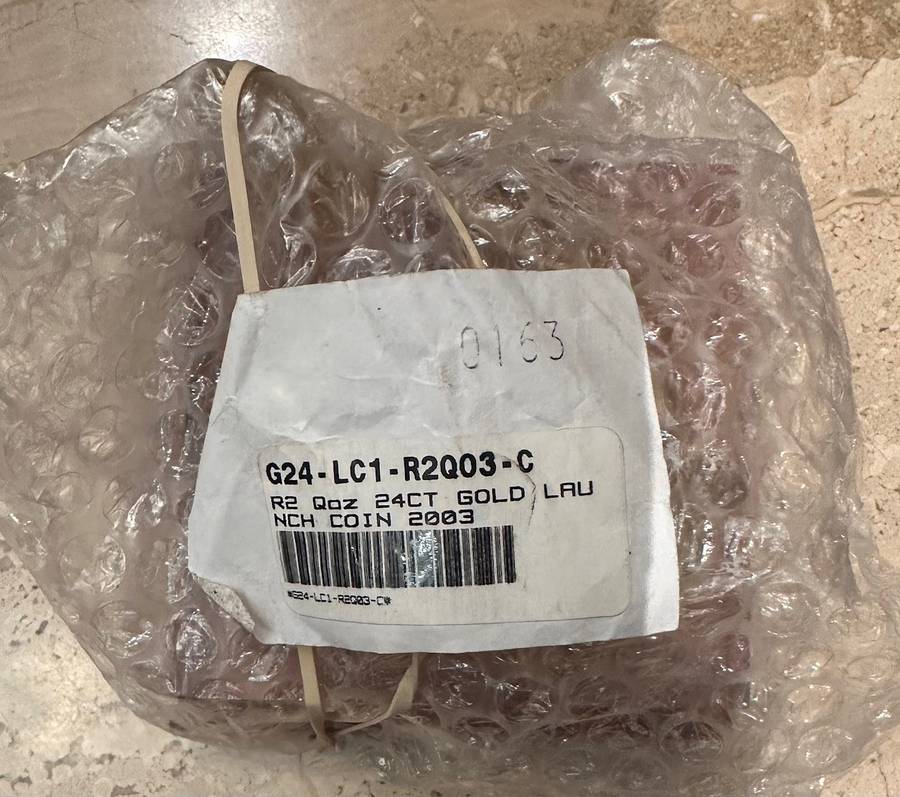 0163
G24-LC1-R2Q03-C
R2 Qoz 24CT GOLD LAU
NCH COIN 2003
*G24-LC1-R2Q03-C*